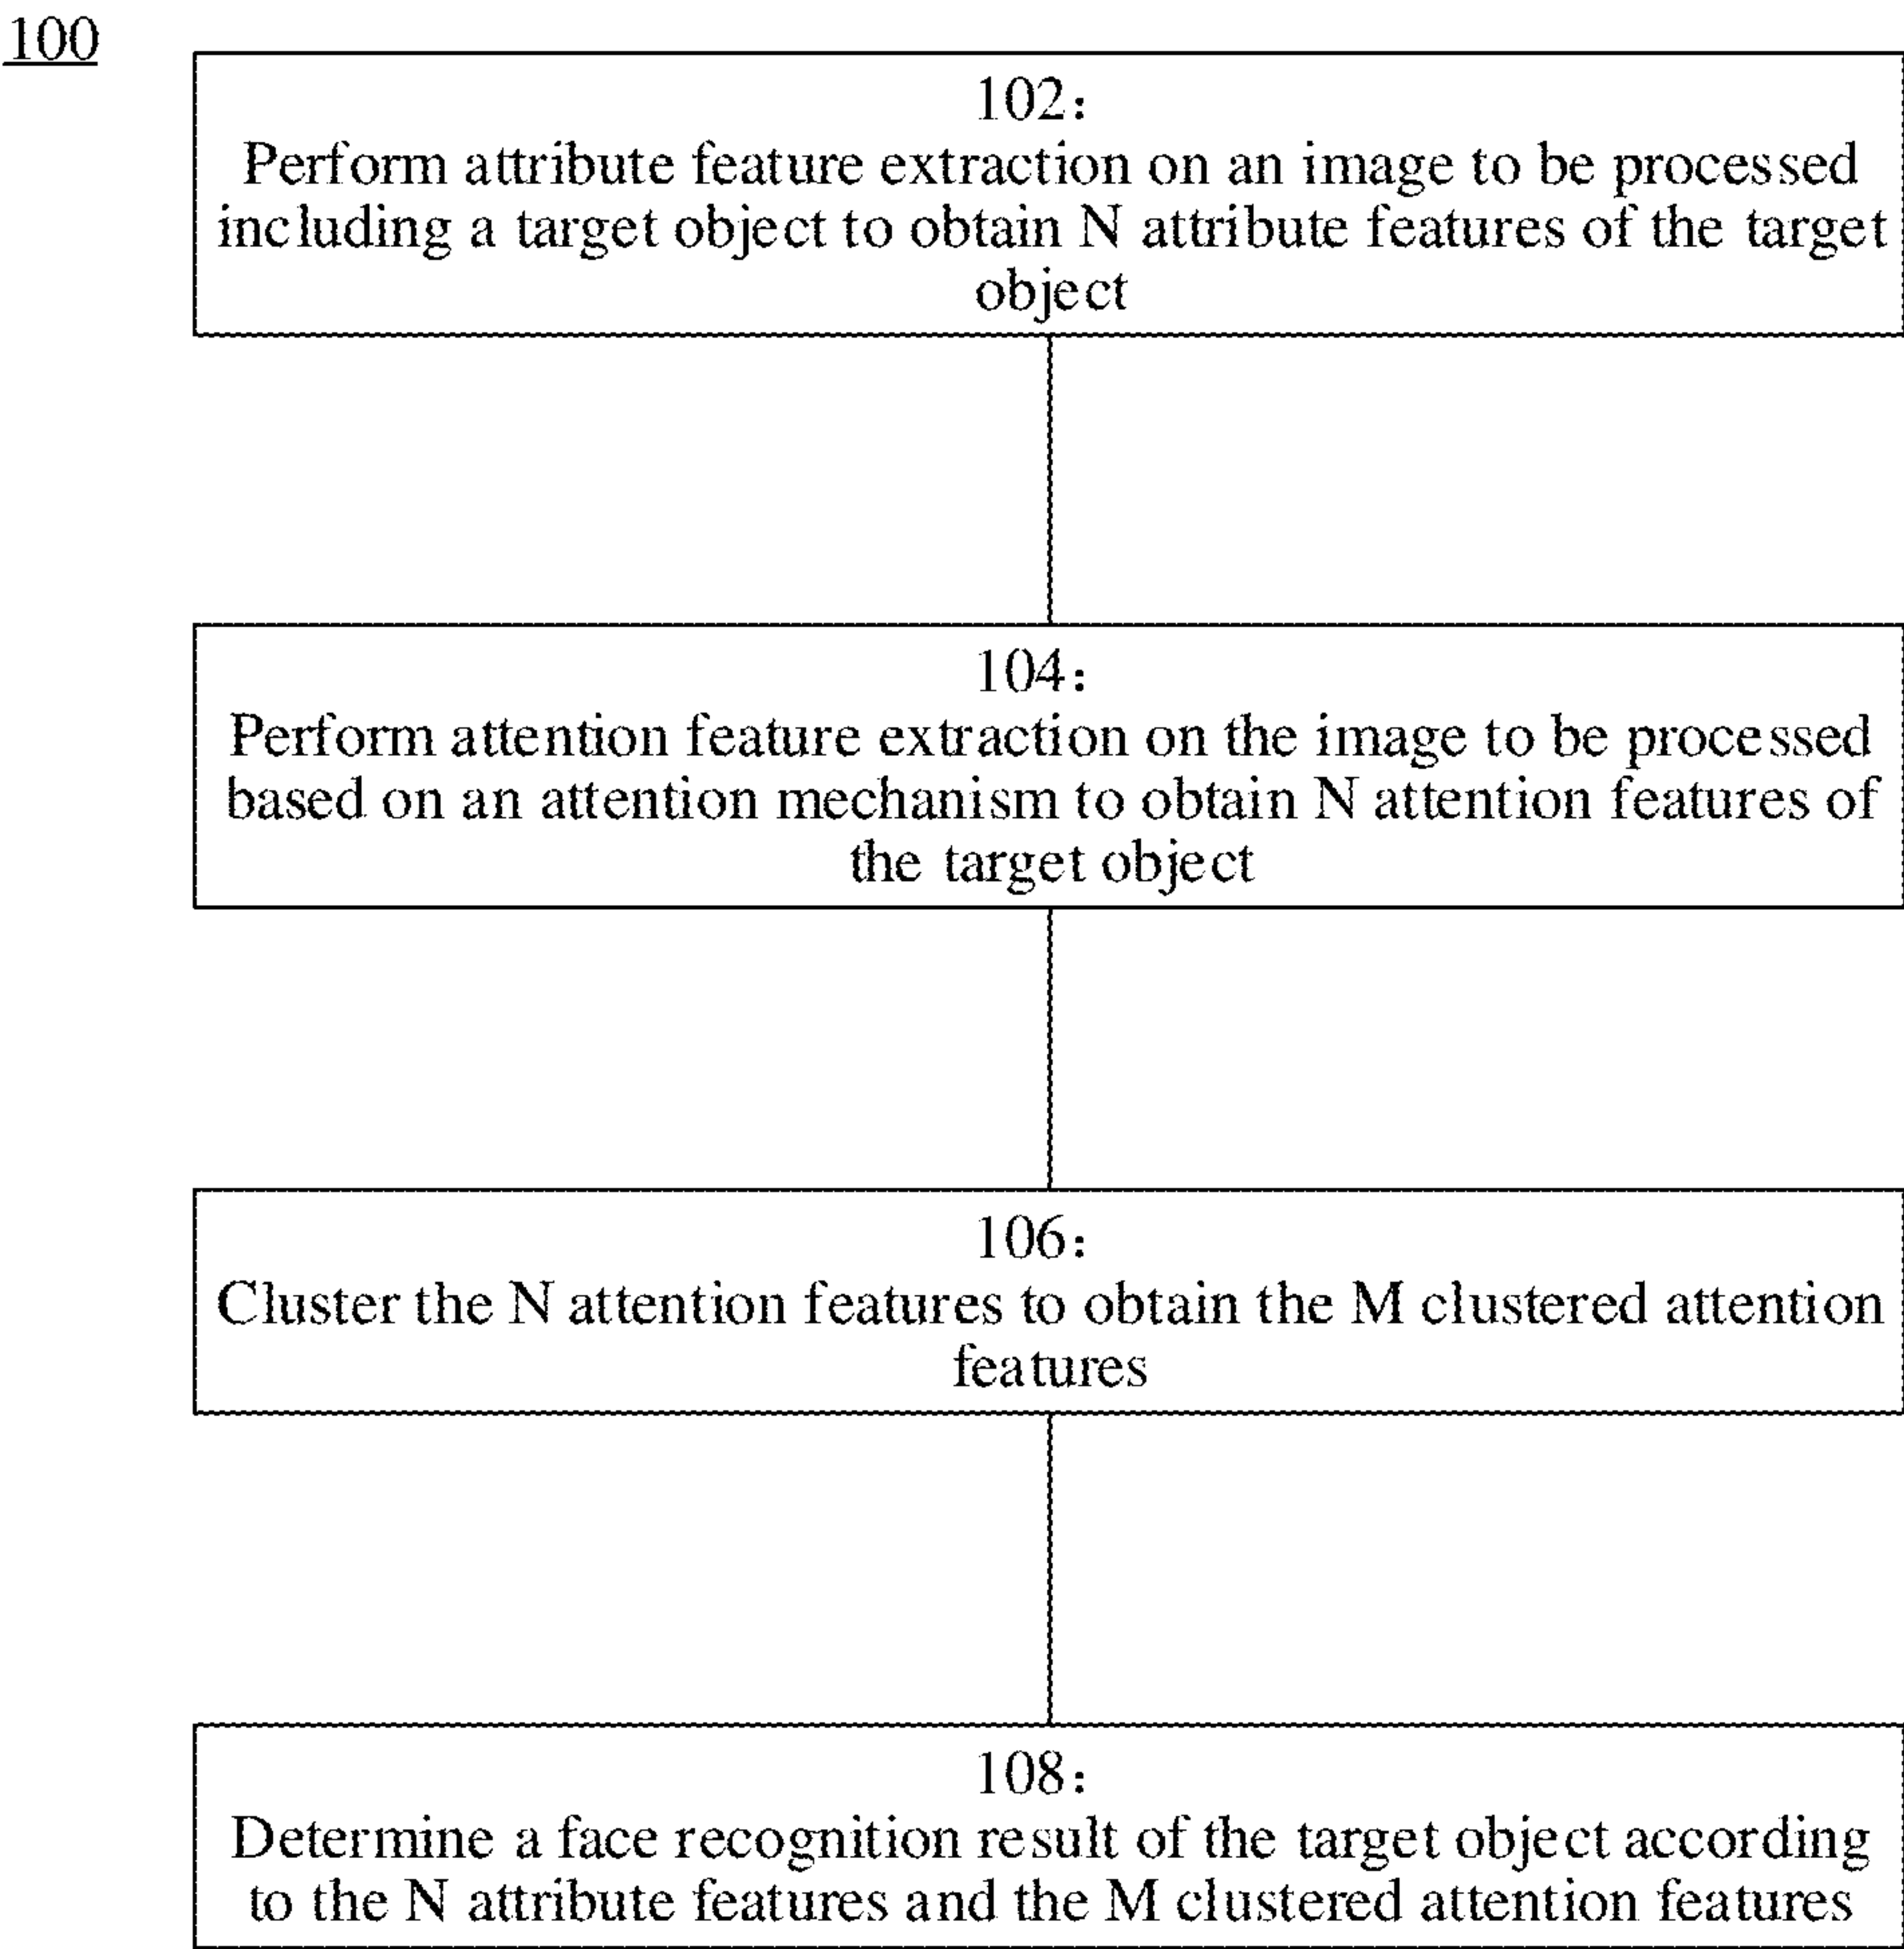 100
102:
Perform attribute feature extraction on an image to be processed
including a target object to obtain N attribute features of the target
object
104:
Perform attention feature extraction on the image to be processed
based on an attention mechanism to obtain N attention features of
the target object
106:
Cluster the N attention features to obtain the M clustered attention
features
108:
Determine a face recognition result of the target object according
to the N attribute features and the M clustered attention features